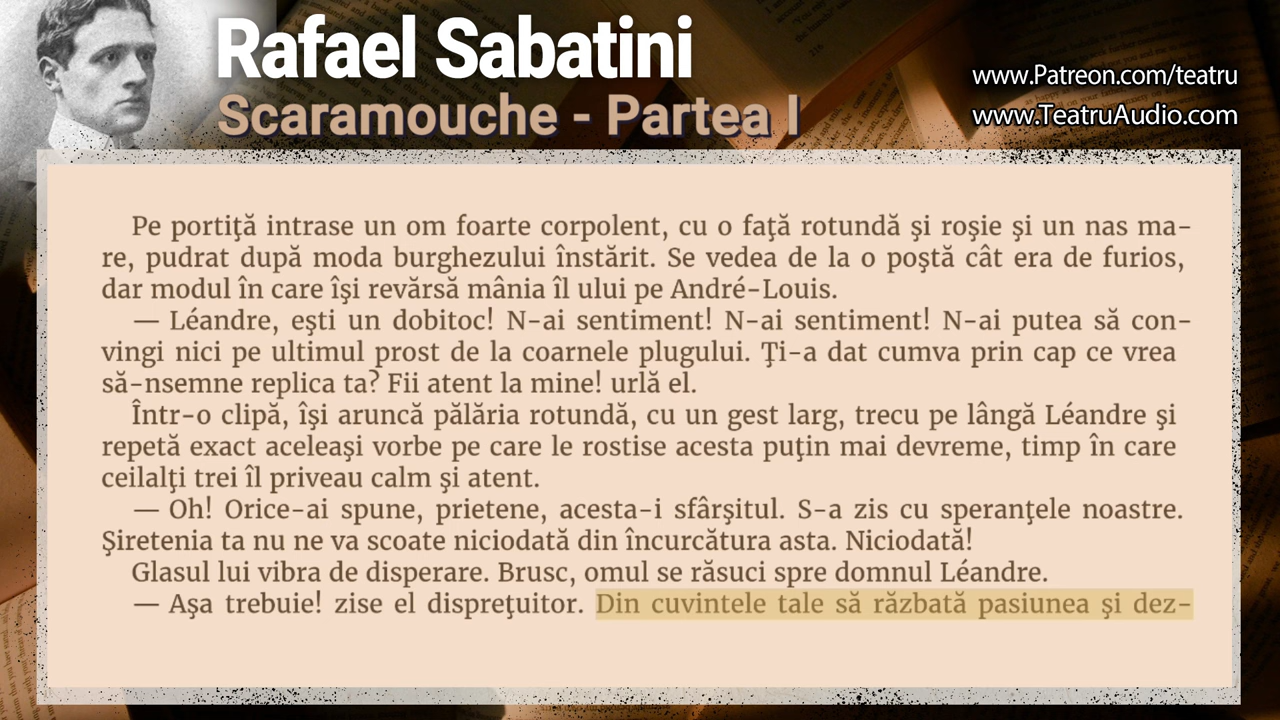 Rafael Sabatini
Scaramouche - Partea I
www.Patreon.com/teatru
www.TeatruAudio.com
Pe portiţă intrase un om foarte corpolent, cu o faţă rotundă şi roşie şi un nas ma-
re, pudrat după moda burghezului înstărit. Se vedea de la o poştă cât era de furios,
dar modul în care îşi revărsă mânia îl ului pe André-Louis.
— Léandre, eşti un dobitoc! N-ai sentiment! N-ai sentiment! N-ai putea să con-
vingi nici pe ultimul prost de la coarnele plugului. Ţi-a dat cumva prin cap ce vrea
să-nsemne replica ta? Fii atent la mine! urlă el.
Într-o clipă, îşi aruncă pălăria rotundă, cu un gest larg, trecu pe lângă Léandre şi
repetă exact aceleaşi vorbe pe care le rostise acesta puţin mai devreme, timp în care
ceilalţi trei îl priveau calm şi atent.
— Oh! Orice-ai spune, prietene, acesta-i sfârşitul. S-a zis cu speranţele noastre.
Şiretenia ta nu ne va scoate niciodată din încurcătura asta. Niciodată!
Glasul lui vibra de disperare. Brusc, omul se răsuci spre domnul Léandre.
— Aşa trebuie! zise el dispreţuitor. Din cuvintele tale să răzbată pasiunea şi dez-